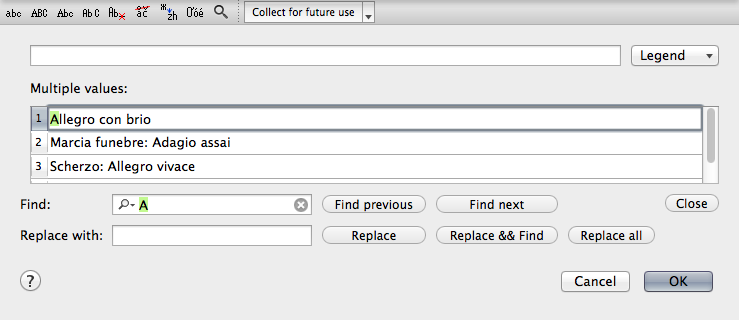 abc ABC Abc Ab C Abx ac zh Oóé Collect for future use
Legend
Multiple values:
1 Allegro con brio
2 Marcia funebre: Adagio assai
3 Scherzo: Allegro vivace
Find: A Find previous Find next Close
Replace with: Replace Replace && Find Replace all
? Cancel OK